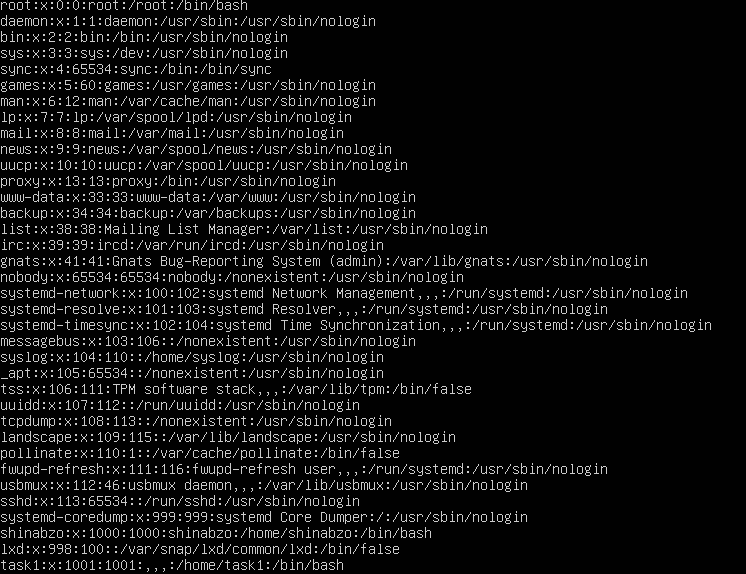 root:x:0:0:root:/root:/bin/bash
daemon:x:1:1:daemon:/usr/sbin:/usr/sbin/nologin
bin:x:2:2:bin:/bin:/usr/sbin/nologin
sys:x:3:3:sys:/dev:/usr/sbin/nologin
sync:x:4:65534:sync:/bin:/bin/sync
games:x:5:60:games:/usr/games:/usr/sbin/nologin
man:x:6:12:man:/var/cache/man:/usr/sbin/nologin
lp:x:7:7:lp:/var/spool/lpd:/usr/sbin/nologin
mail:x:8:8:mail:/var/mail:/usr/sbin/nologin
news:x:9:9:news:/var/spool/news:/usr/sbin/nologin
uucp:x:10:10:uucp:/var/spool/uucp:/usr/sbin/nologin
proxy:x:13:13:proxy:/bin:/usr/sbin/nologin
www-data:x:33:33:www-data:/var/www:/usr/sbin/nologin
backup:x:34:34:backup:/var/backups:/usr/sbin/nologin
list:x:38:38:Mailing List Manager:/var/list:/usr/sbin/nologin
irc:x:39:39:ircd:/var/run/ircd:/usr/sbin/nologin
gnats:x:41:41:Gnats Bug-Reporting System (admin):/var/lib/gnats:/usr/sbin/nologin
nobody:x:65534:65534:nobody:/nonexistent:/usr/sbin/nologin
systemd-network:x:100:102:systemd Network Management,,,:/run/systemd:/usr/sbin/nologin
systemd-resolve:x:101:103:systemd Resolver,,,:/run/systemd:/usr/sbin/nologin
systemd-timesync:x:102:104:systemd Time Synchronization,,,:/run/systemd:/usr/sbin/nologin
messagebus:x:103:106::/nonexistent:/usr/sbin/nologin
syslog:x:104:110::/home/syslog:/usr/sbin/nologin
_apt:x:105:65534::/nonexistent:/usr/sbin/nologin
tss:x:106:111:TPM software stack,,,:/var/lib/tpm:/bin/false
uuidd:x:107:112::/run/uuidd:/usr/sbin/nologin
tcpdump:x:108:113::/nonexistent:/usr/sbin/nologin
landscape:x:109:115::/var/lib/landscape:/usr/sbin/nologin
pollinate:x:110:1::/var/cache/pollinate:/bin/false
fwupd-refresh:x:111:116:fwupd-refresh user,,,:/run/systemd:/usr/sbin/nologin
usbmux:x:112:46:usbmux daemon,,,:/var/lib/usbmux:/usr/sbin/nologin
sshd:x:113:65534::/run/sshd:/usr/sbin/nologin
systemd-coredump:x:999:999:systemd Core Dumper:/:/usr/sbin/nologin
shinabzo:x:1000:1000:shinabzo:/home/shinabzo:/bin/bash
lxd:x:998:100::/var/snap/lxd/common/lxd:/bin/false
task1:x:1001:1001:,,,:/home/task1:/bin/bash